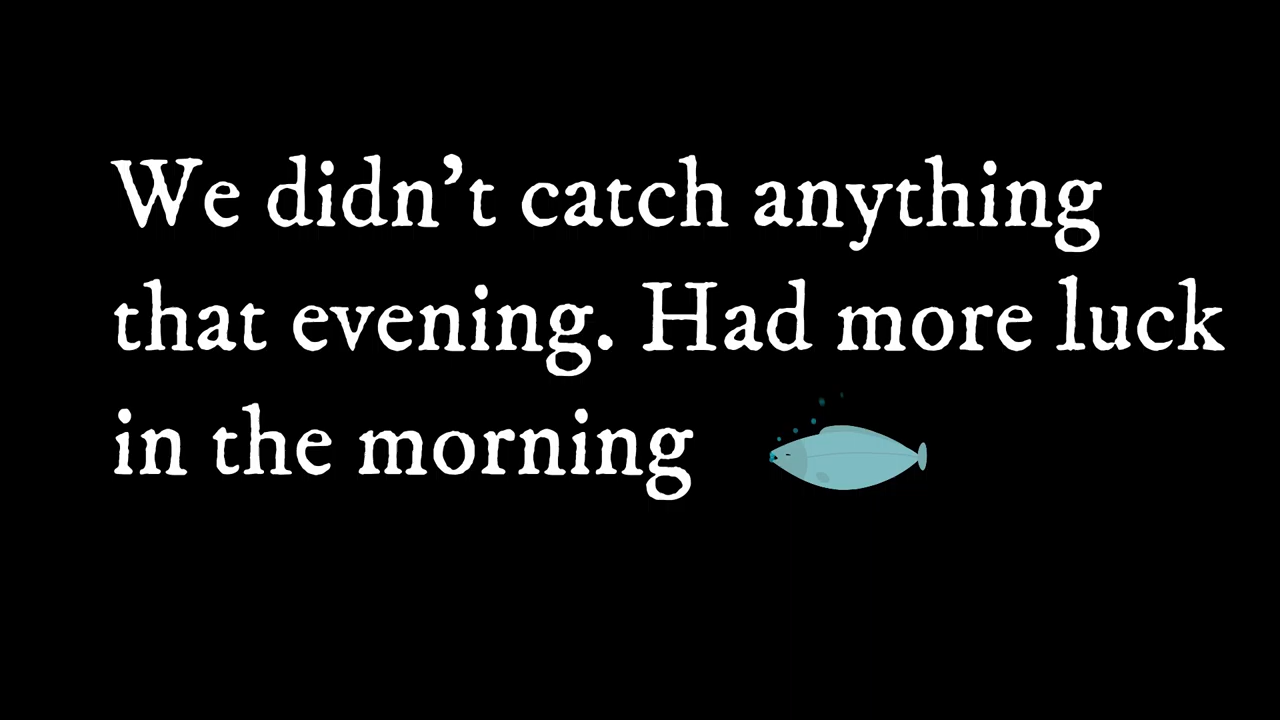 We didn’t catch anything
that evening. Had more luck
in the morning